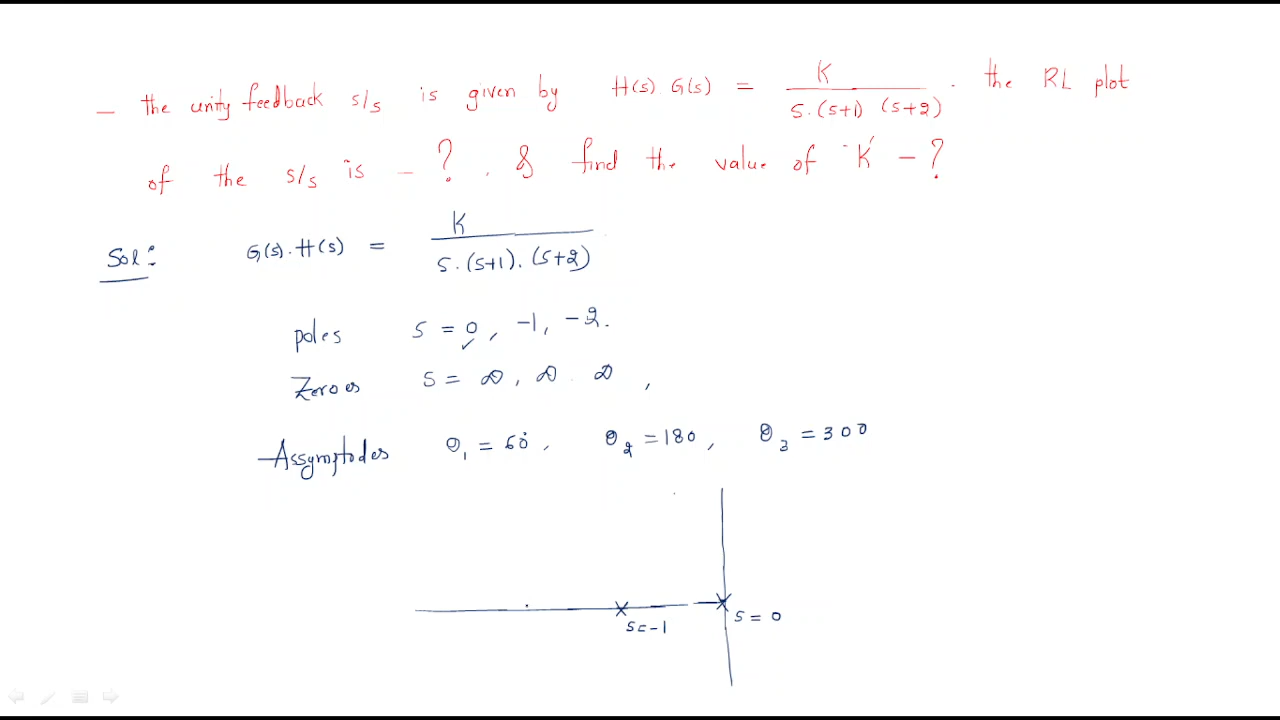 – the unity feedback s/s is given by H(s). G(s) = K / S.(S+1) (S+2) . the RL plot
of the s/s is – ? . & find the value of 'K' – ?
Sol: G(s).H(s) = K / S.(S+1).(S+2)
poles S = 0, -1, -2.
Zeroes S = ∞, ∞ ∞ ,
Assymptodes θ1 = 60°, θ2 = 180, θ3 = 300
S=-1 S = 0